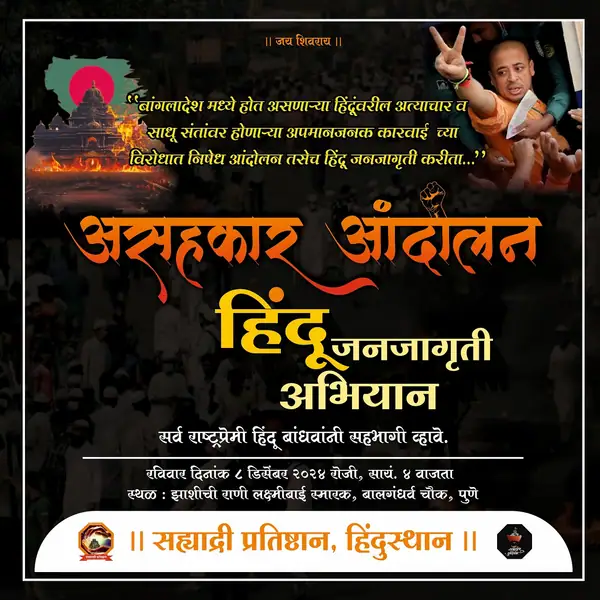 || जय शिवराय ||
"बांगलादेश मध्ये होत असणाऱ्या हिंदूंवरील अत्याचार व
साधू संतांवर होणाऱ्या अपमानजनक कारवाई च्या
विरोधात निषेध आंदोलन तसेच हिंदू जनजागृती करीता..."
असहकार आंदोलन
हिंदू जनजागृती
अभियान
सर्व राष्ट्रप्रेमी हिंदू बांधवांनी सहभागी व्हावे.
रविवार दिनांक ८ डिसेंबर २०२४ रोजी, सायं. ४ वाजता
स्थळ : झाशीची राणी लक्ष्मीबाई स्मारक, बालगंधर्व चौक, पुणे
|| सह्याद्री प्रतिष्ठान, हिंदुस्थान ||